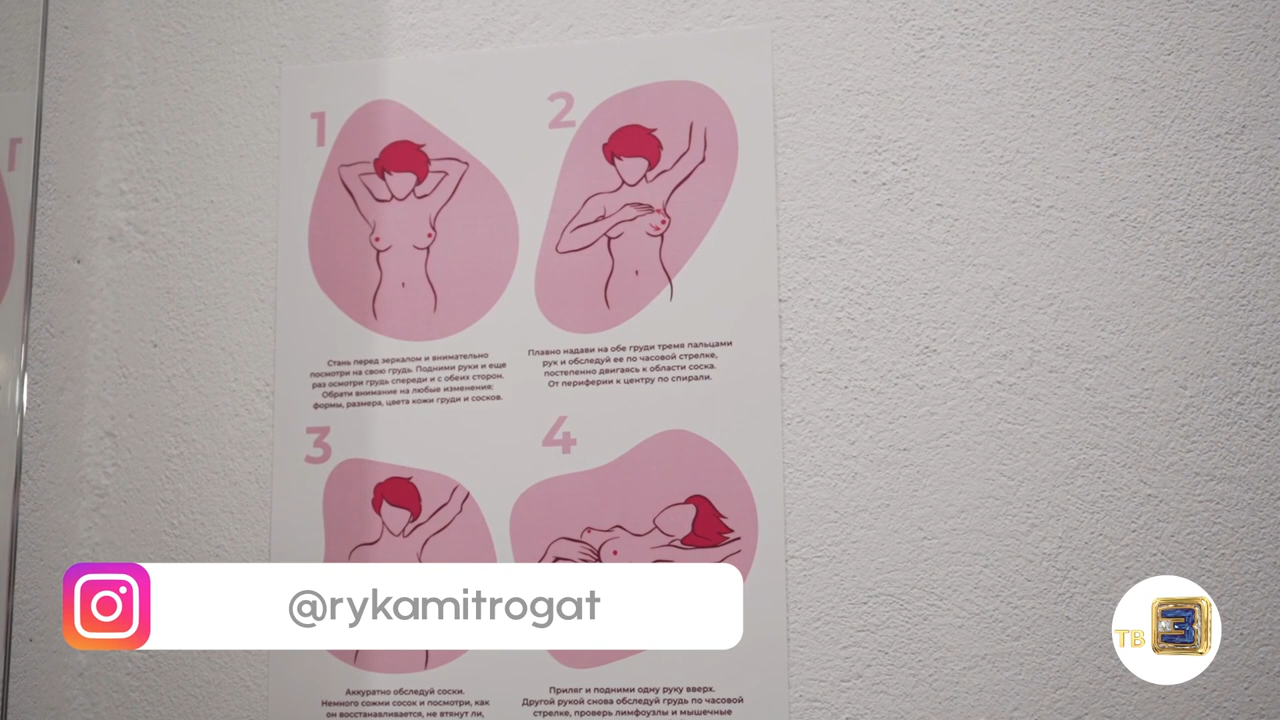 1
Стань перед зеркалом и внимательно
посмотри на свою грудь. Подними руки и еще
раз осмотри грудь спереди и с обеих сторон.
Обрати внимание на любые изменения:
формы, размера, цвета кожи груди и сосков.
2
Плавно надави на обе груди тремя пальцами
рук и обследуй ее по часовой стрелке,
постепенно двигаясь к области соска.
От периферии к центру по спирали.
3
Аккуратно обследуй соски.
Немного сожми сосок и посмотри, как
он восстанавливается, не втянут ли,
4
Приляг и подними одну руку вверх.
Другой рукой снова обследуй грудь по часовой
стрелке, проверь лимфоузлы и мышечные
@rykamitrogat
ТВ 3